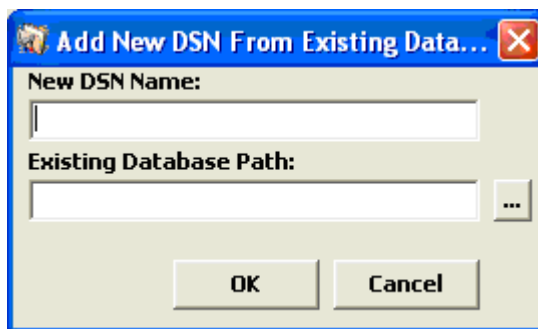 Add New DSN From Existing Data...
New DSN Name:
Existing Database Path:
...
OK Cancel